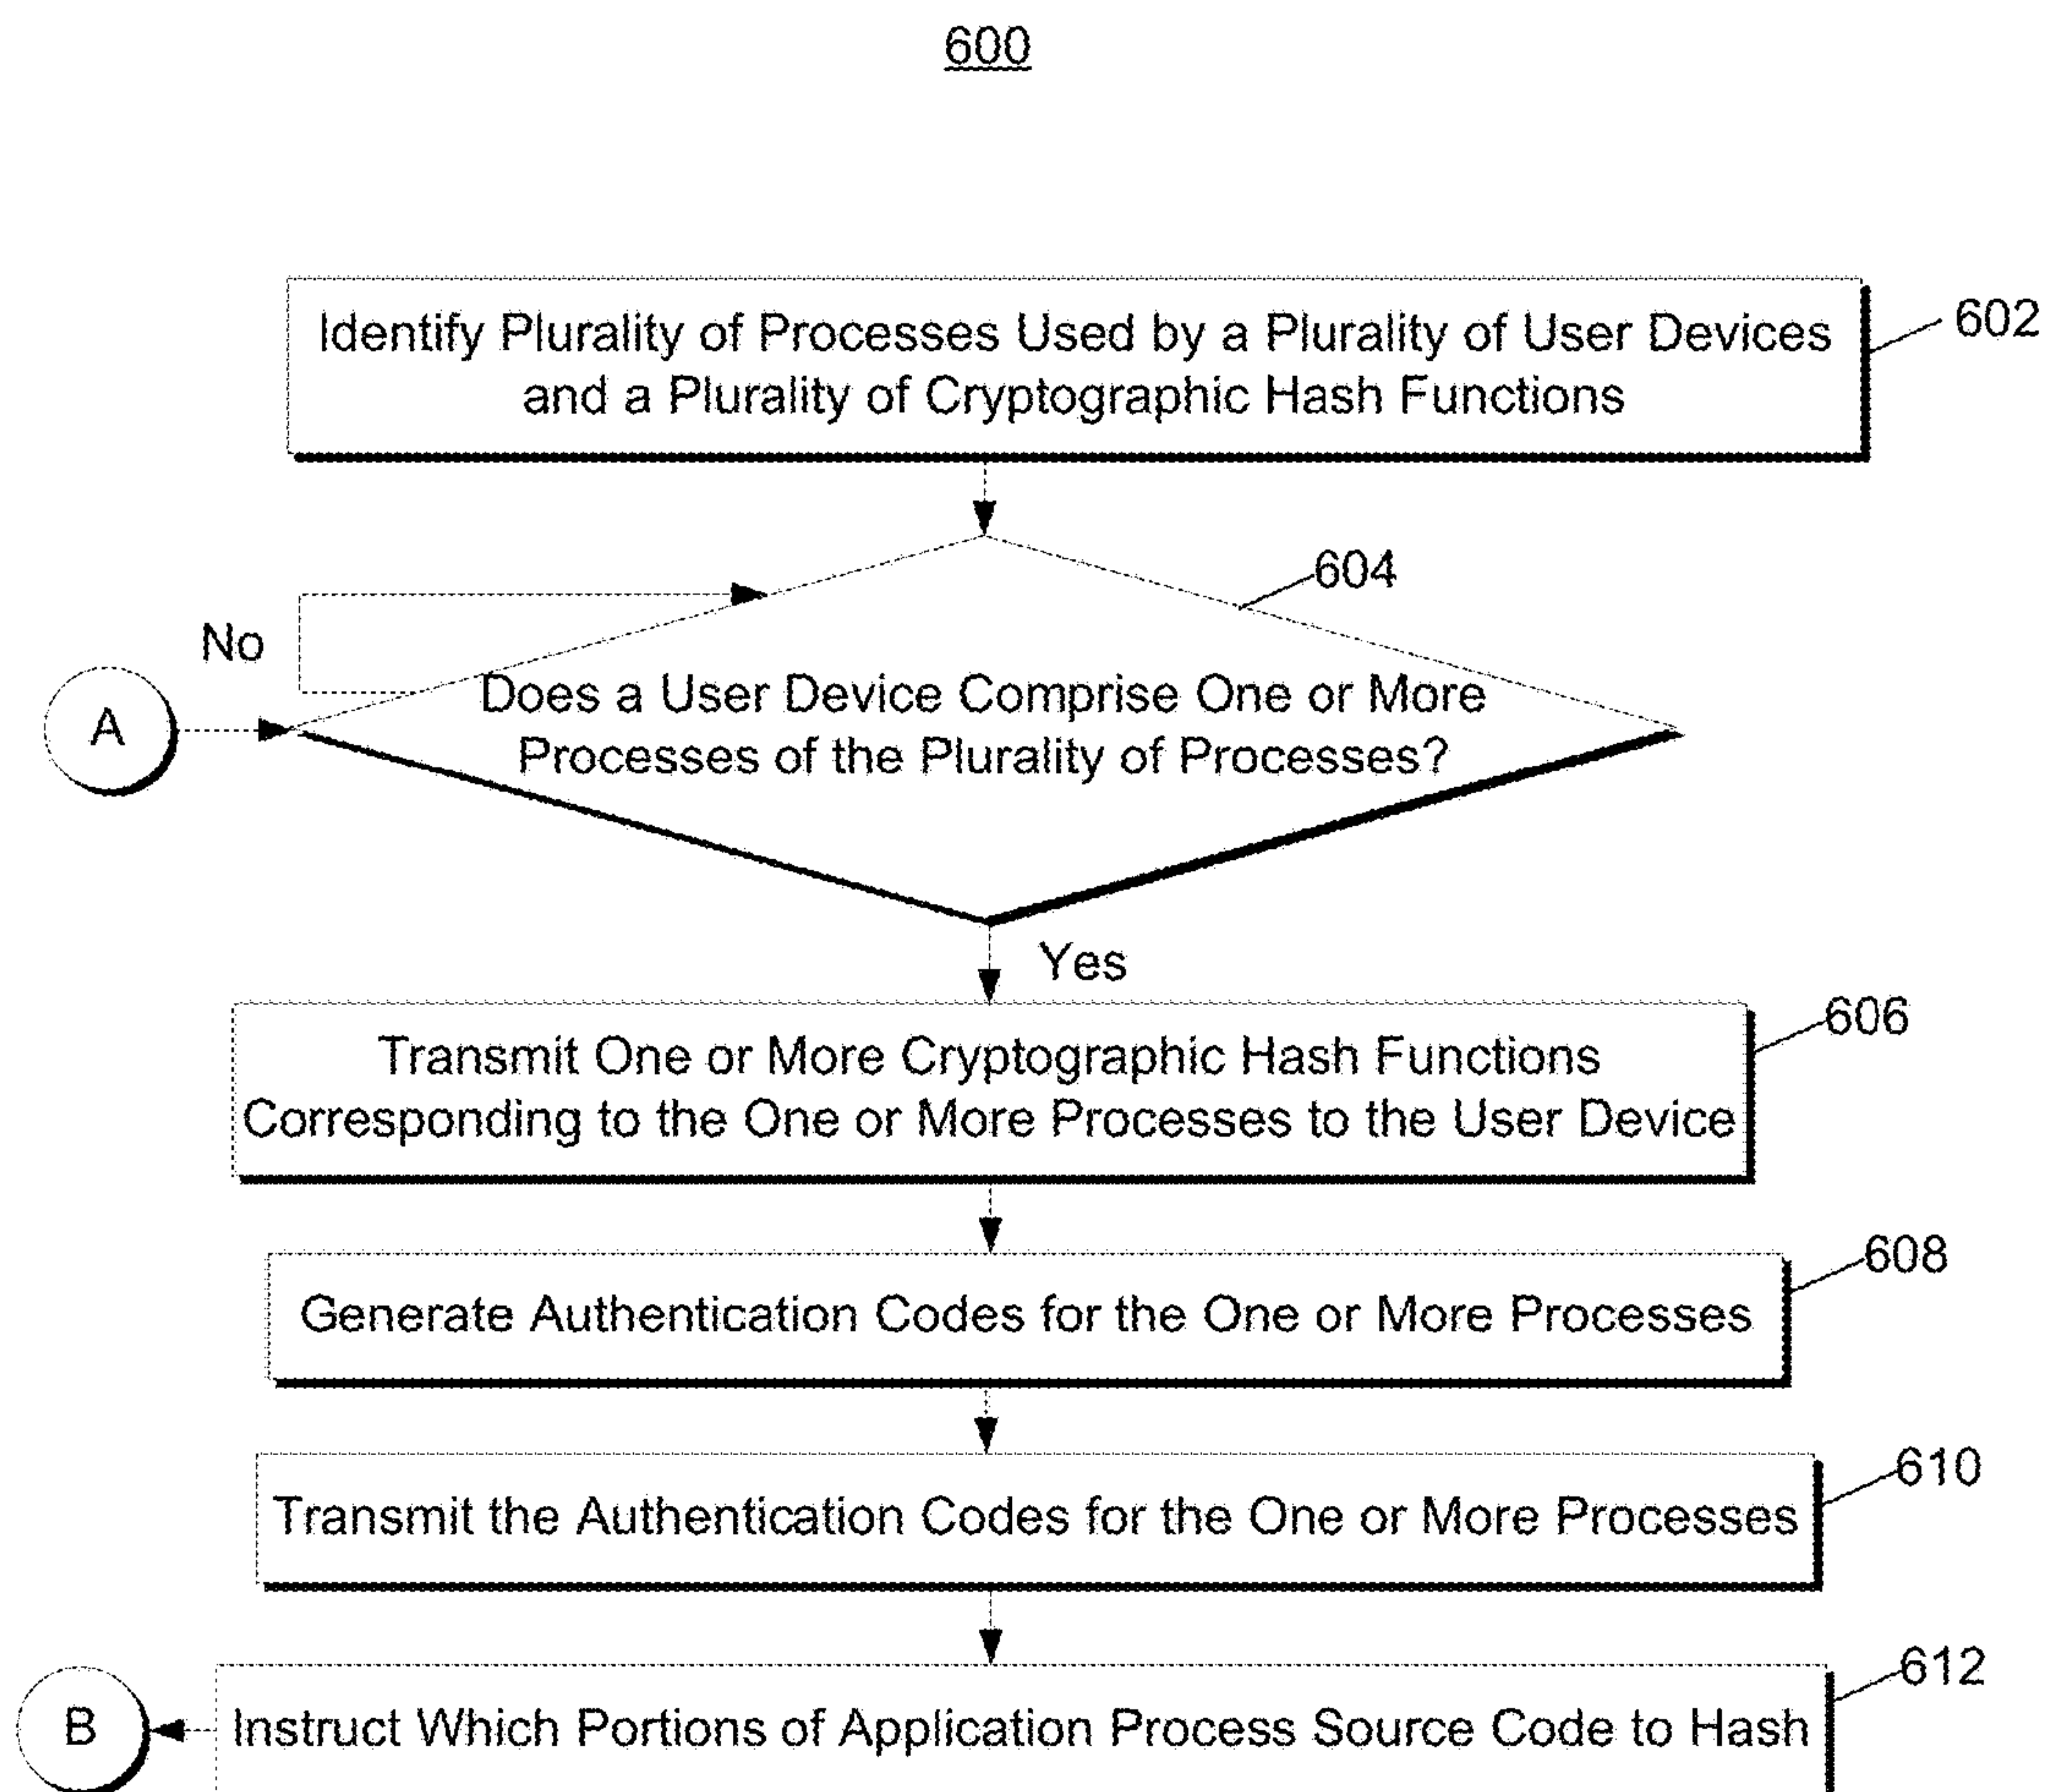 600
Identify Plurality of Processes Used by a Plurality of User Devices
and a Plurality of Cryptographic Hash Functions
602
604
No
A
Does a User Device Comprise One or More
Processes of the Plurality of Processes?
Yes
606
Transmit One or More Cryptographic Hash Functions
Corresponding to the One or More Processes to the User Device
608
Generate Authentication Codes for the One or More Processes
610
Transmit the Authentication Codes for the One or More Processes
612
B
Instruct Which Portions of Application Process Source Code to Hash